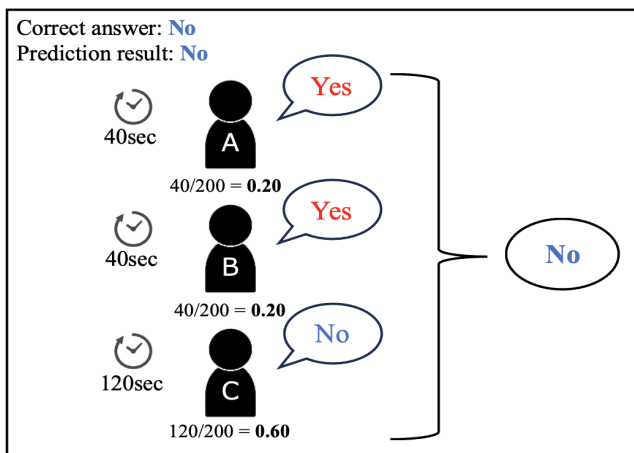 Correct answer: No
Prediction result: No
Yes
40sec
A
40/200 = 0.20
Yes
40sec
B
40/200 = 0.20
No
No
120sec
C
120/200 = 0.60